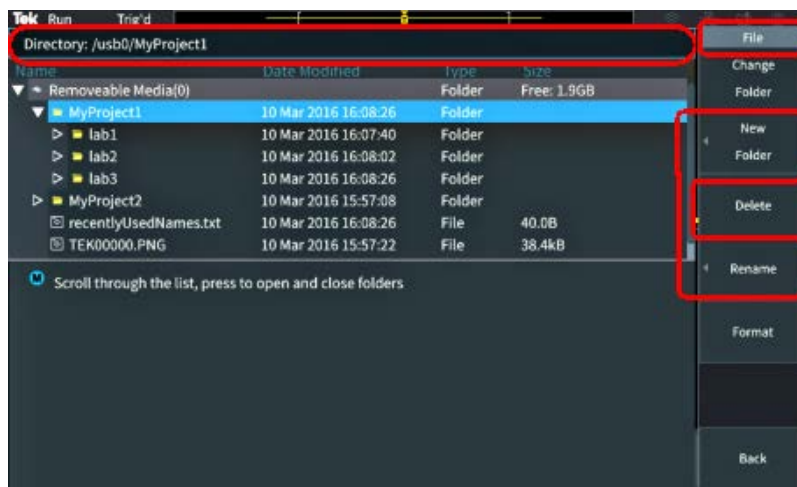 Tek Run Trig'd
Directory: /usb0/MyProject1
Name Date Modified Type Size
Removeable Media(0) Folder Free: 1.9GB
MyProject1 10 Mar 2016 16:08:26 Folder
lab1 10 Mar 2016 16:07:40 Folder
lab2 10 Mar 2016 16:08:02 Folder
lab3 10 Mar 2016 16:08:26 Folder
MyProject2 10 Mar 2016 15:57:08 Folder
recentlyUsedNames.txt 10 Mar 2016 16:08:26 File 40.0B
TEK00000.PNG 10 Mar 2016 15:57:22 File 38.4kB
M Scroll through the list, press to open and close folders
File
Change
Folder
New
Folder
Delete
Rename
Format
Back